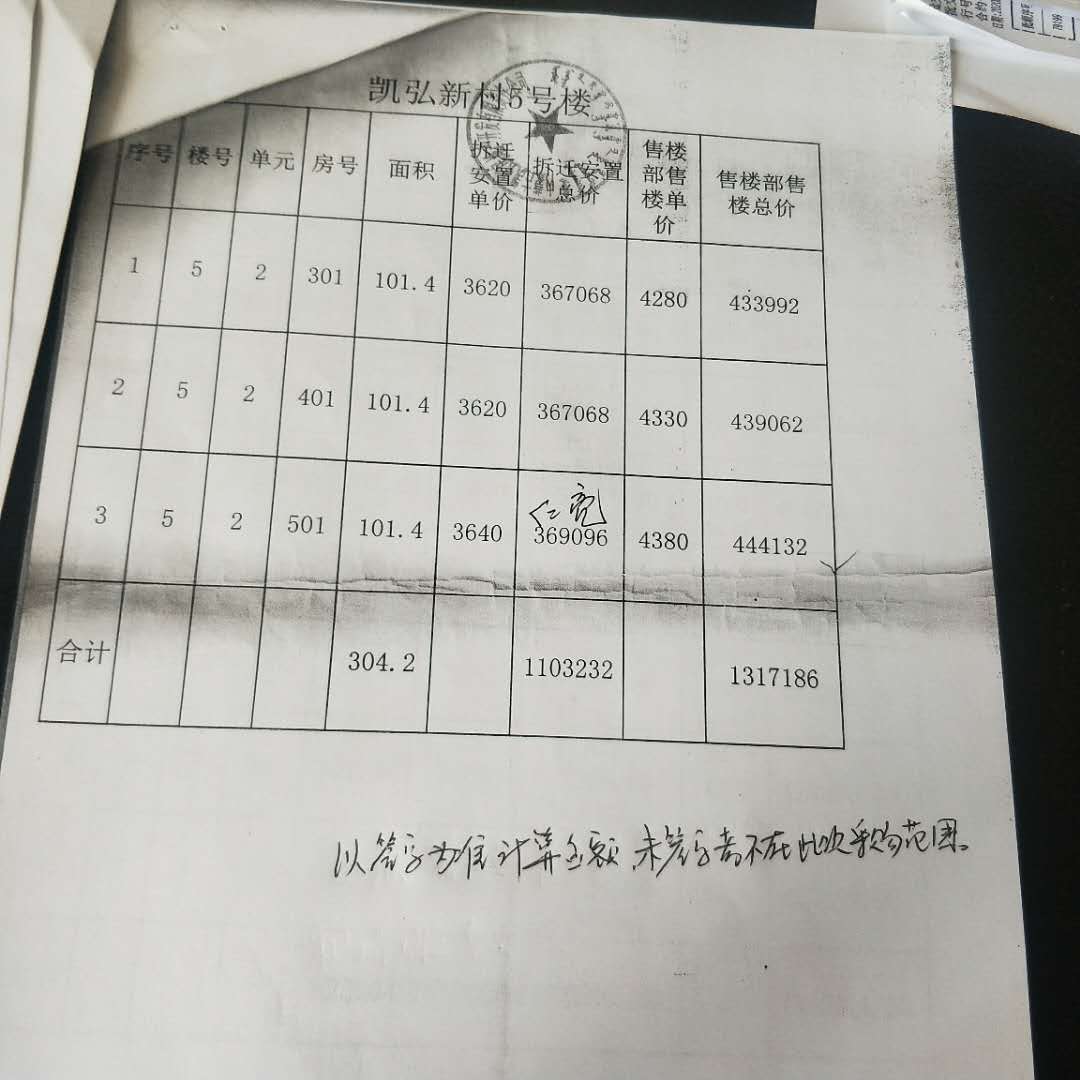 凯弘新村5号楼
序号 楼号 单元 房号 面积 拆迁安置单价 拆迁安置总价 售楼部售楼单价 售楼部售楼总价
1 5 2 301 101.4 3620 367068 4280 433992
2 5 2 401 101.4 3620 367068 4330 439062
3 5 2 501 101.4 3640 369096 4380 444132
合计 304.2 1103232 1317186
以签字为准计算金额 未签字者不在此次采购范围。